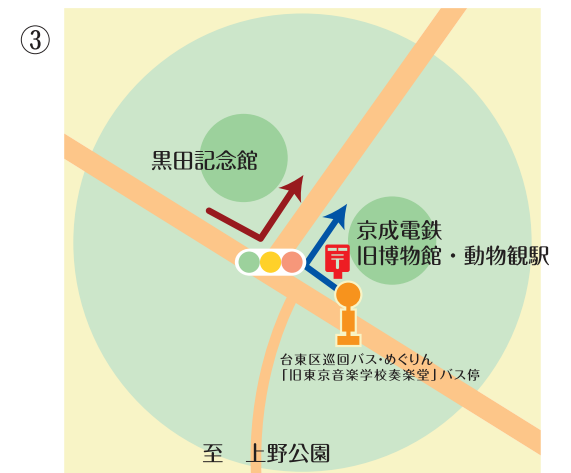 ③
黒田記念館
京成電鉄
旧博物館・動物観駅
台東区巡回バス・めぐりん
「旧東京音楽学校奏楽堂」バス停
至　上野公園